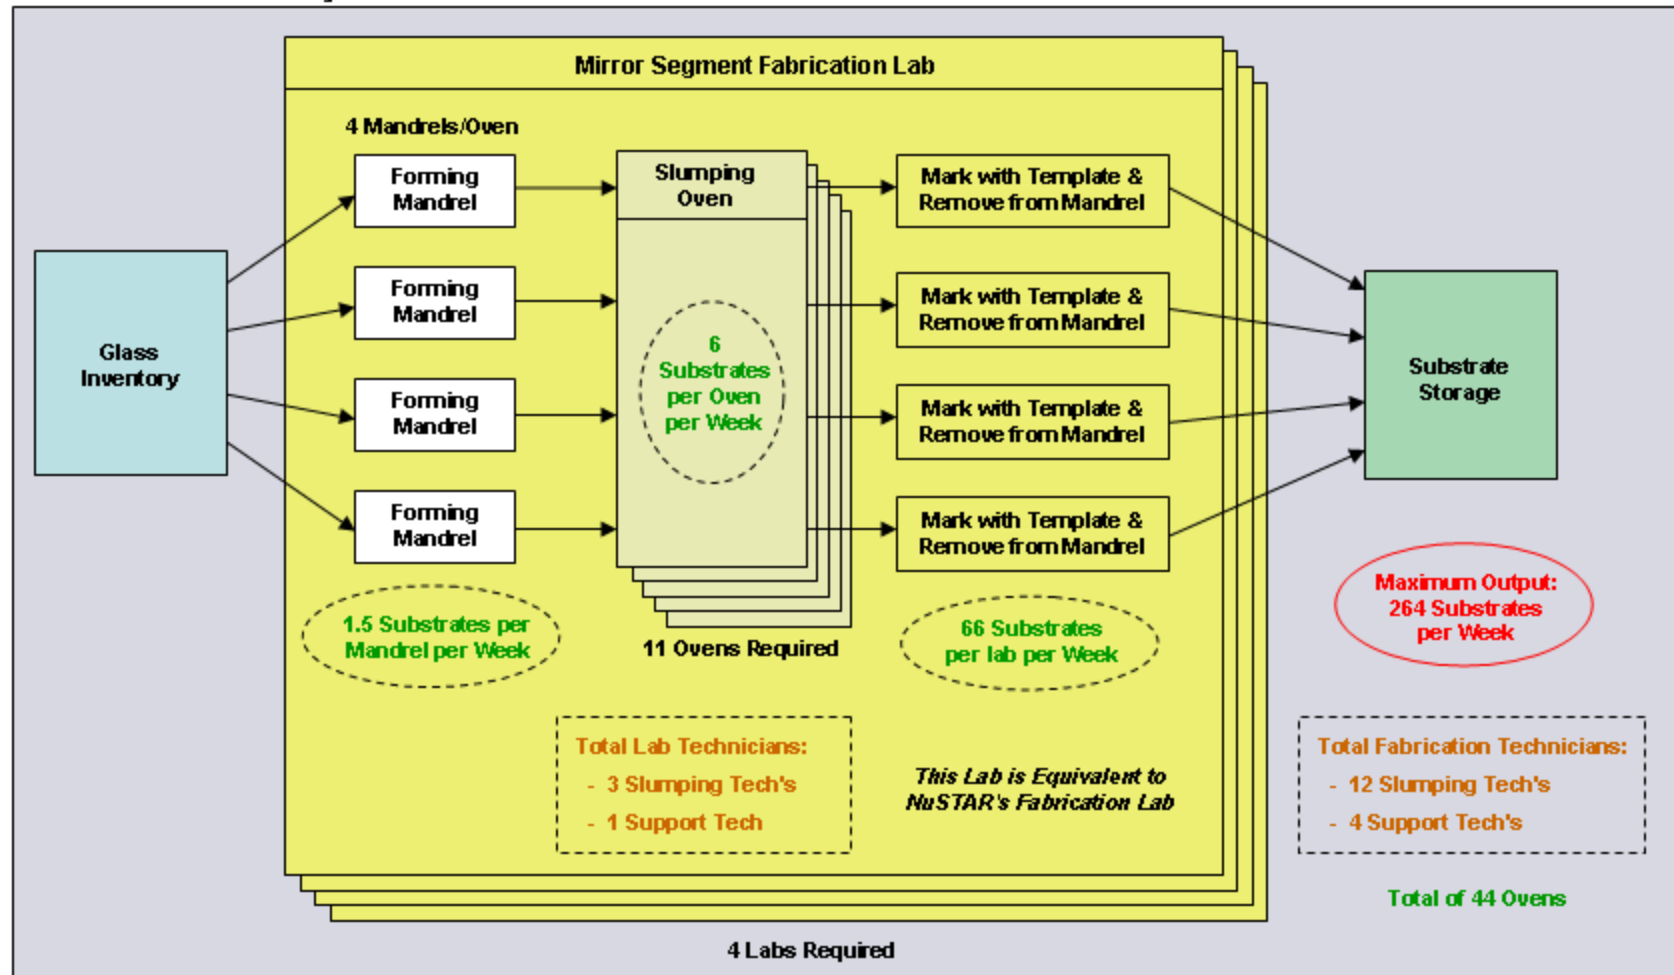 Mirror Segment Fabrication Lab
4 Mandrels/Oven
Forming
Mandrel
Forming
Mandrel
Forming
Mandrel
Forming
Mandrel
Glass
Inventory
Slumping
Oven
6
Substrates
per Oven
per Week
Mark with Template &
Remove from Mandrel
Mark with Template &
Remove from Mandrel
Mark with Template &
Remove from Mandrel
Mark with Template &
Remove from Mandrel
Substrate
Storage
1.5 Substrates per
Mandrel per Week
11 Ovens Required
66 Substrates
per lab per Week
Maximum Output:
264 Substrates
per Week
Total Lab Technicians:
- 3 Slumping Tech's
- 1 Support Tech
This Lab is Equivalent to
NuSTAR's Fabrication Lab
Total Fabrication Technicians:
- 12 Slumping Tech's
- 4 Support Tech's
Total of 44 Ovens
4 Labs Required